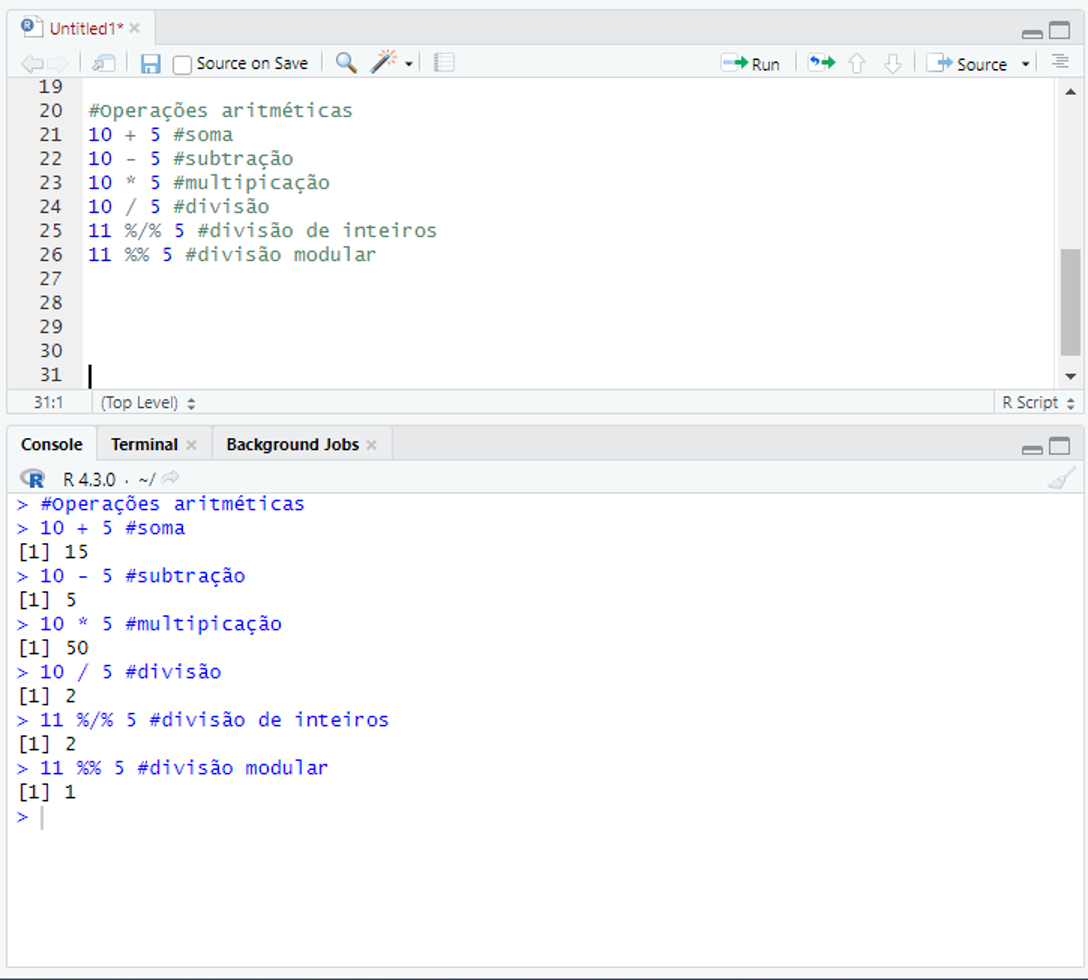 Untitled1*
Source on Save
Run
Source
19
20 #Operações aritméticas
21 10 + 5 #soma
22 10 - 5 #subtração
23 10 * 5 #multipicação
24 10 / 5 #divisão
25 11 %/% 5 #divisão de inteiros
26 11 %% 5 #divisão modular
27
28
29
30
31
31:1 (Top Level) R Script
Console Terminal Background Jobs
R R 4.3.0 · ~/
> #Operações aritméticas
> 10 + 5 #soma
[1] 15
> 10 - 5 #subtração
[1] 5
> 10 * 5 #multipicação
[1] 50
> 10 / 5 #divisão
[1] 2
> 11 %/% 5 #divisão de inteiros
[1] 2
> 11 %% 5 #divisão modular
[1] 1
>